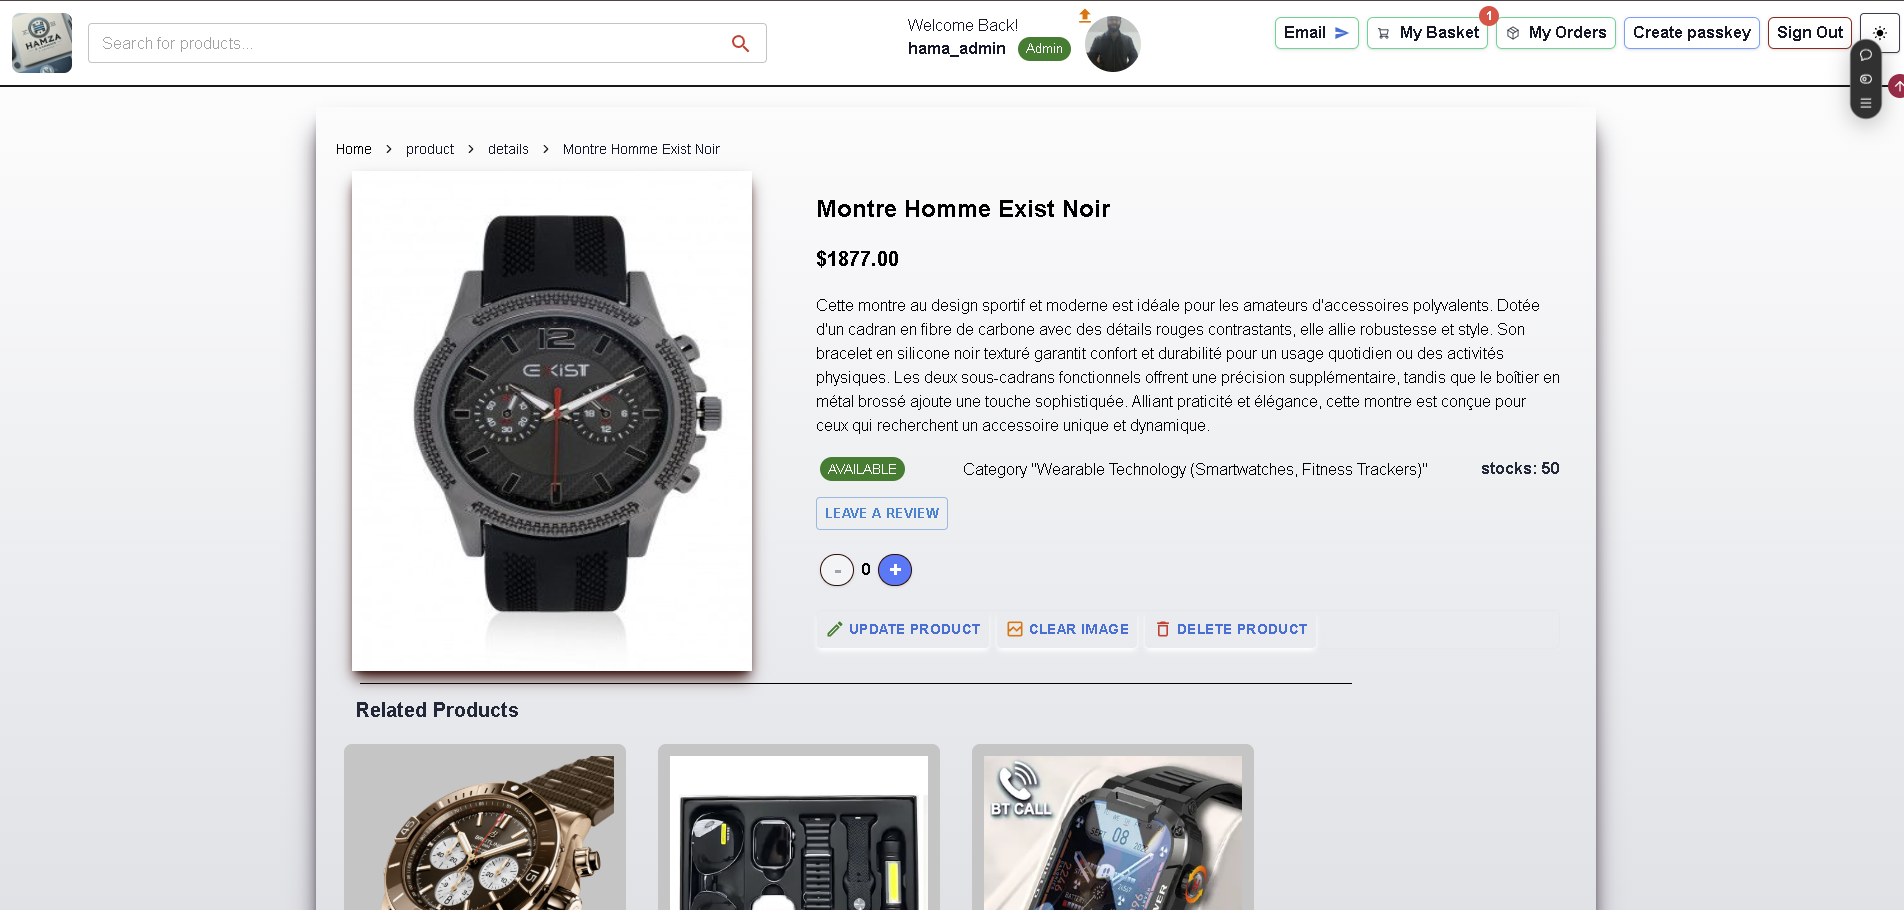 HAMZA
Search for products...
Welcome Back!
hama_admin
Admin
Email
My Basket
1
My Orders
Create passkey
Sign Out
Home > product > details > Montre Homme Exist Noir
12
EXIST
Montre Homme Exist Noir
$1877.00
Cette montre au design sportif et moderne est idéale pour les amateurs d'accessoires polyvalents. Dotée
d'un cadran en fibre de carbone avec des détails rouges contrastants, elle allie robustesse et style. Son
bracelet en silicone noir texturé garantit confort et durabilité pour un usage quotidien ou des activités
physiques. Les deux sous-cadrans fonctionnels offrent une précision supplémentaire, tandis que le boîtier en
métal brossé ajoute une touche sophistiquée. Alliant praticité et élégance, cette montre est conçue pour
ceux qui recherchent un accessoire unique et dynamique.
AVAILABLE
Category "Wearable Technology (Smartwatches, Fitness Trackers)"
stocks: 50
LEAVE A REVIEW
- 0 +
UPDATE PRODUCT
CLEAR IMAGE
DELETE PRODUCT
Related Products
BT CALL
08